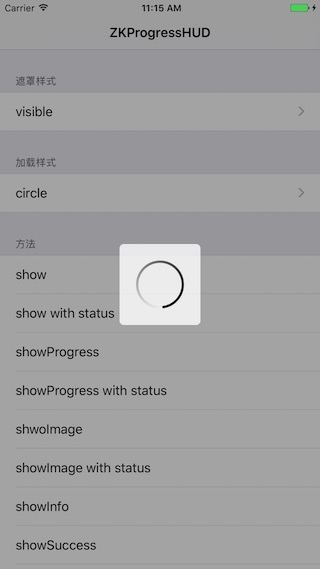 Carrier 11:15 AM
ZKProgressHUD
遮罩样式
visible
加载样式
circle
方法
show
show with status
showProgress
showProgress with status
shwoImage
showImage with status
showInfo
showSuccess